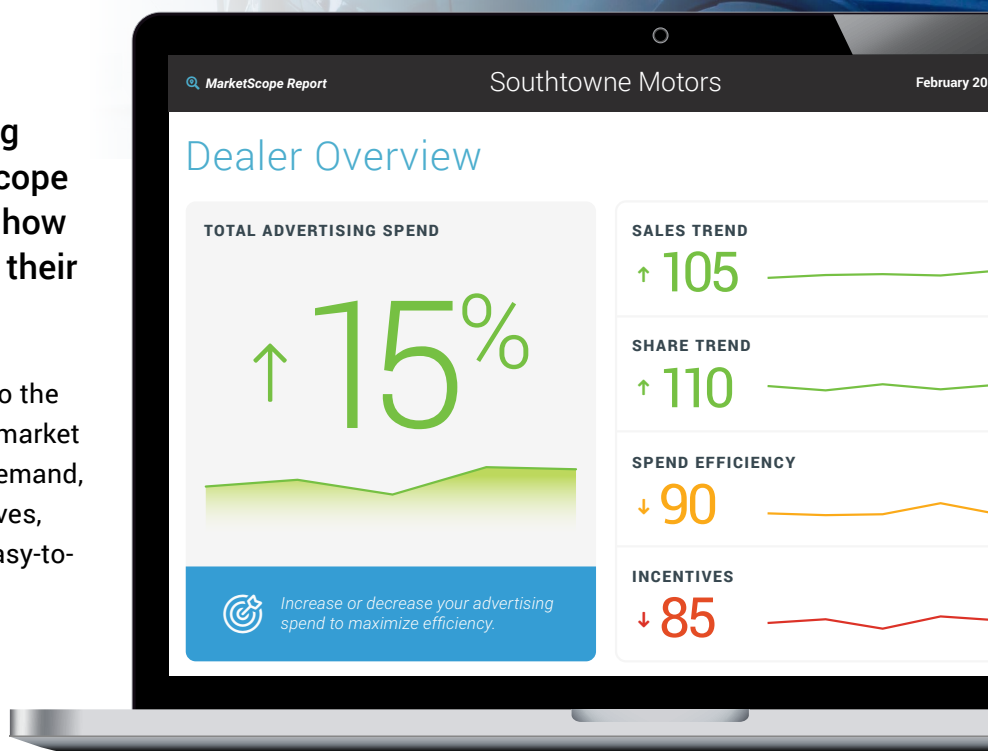 g
cope
how
their
o the
market
emand,
ves,
asy-to-
MarketScope Report
Southtowne Motors
February 20
Dealer Overview
TOTAL ADVERTISING SPEND
↑ 15%
Increase or decrease your advertising
spend to maximize efficiency.
SALES TREND
↑ 105
SHARE TREND
↑ 110
SPEND EFFICIENCY
↓ 90
INCENTIVES
↓ 85